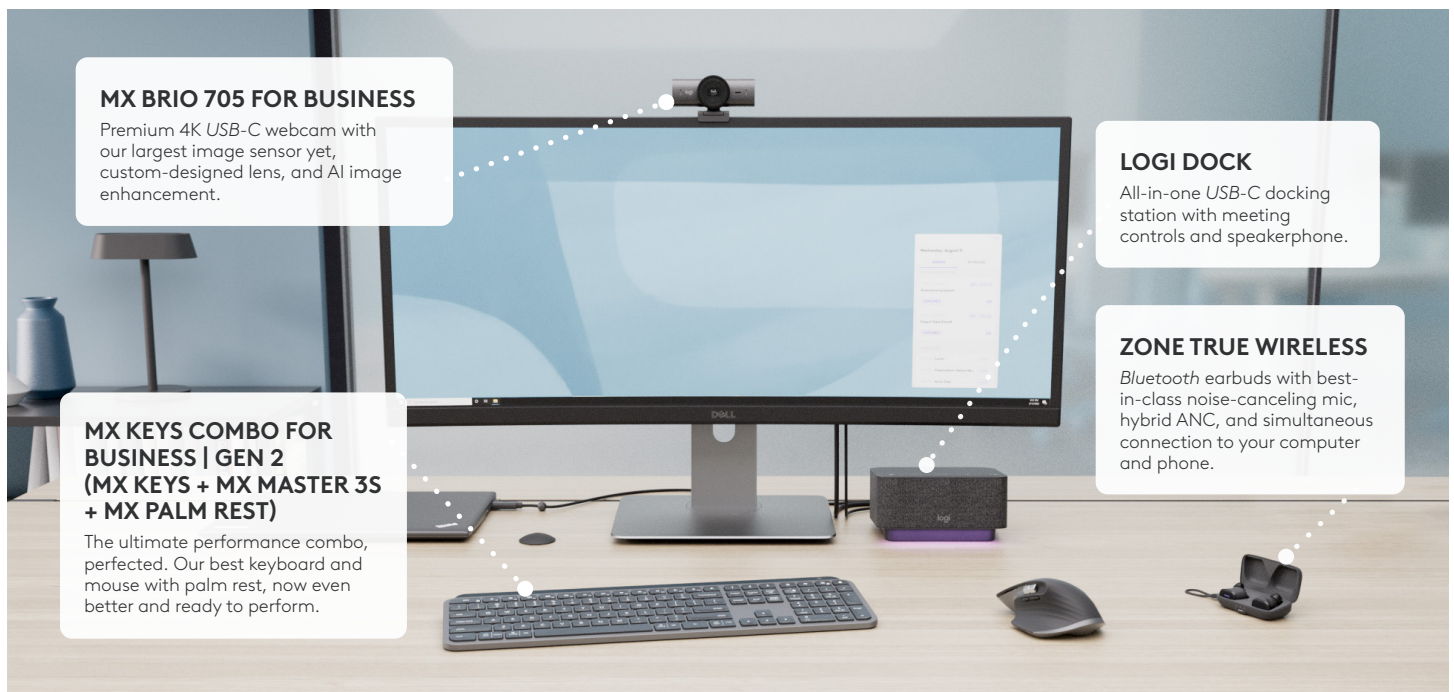 MX BRIO 705 FOR BUSINESS
Premium 4K USB-C webcam with
our largest image sensor yet,
custom-designed lens, and AI image
enhancement.
LOGI DOCK
All-in-one USB-C docking
station with meeting
controls and speakerphone.
ZONE TRUE WIRELESS
Bluetooth earbuds with best-
in-class noise-canceling mic,
hybrid ANC, and simultaneous
connection to your computer
and phone.
MX KEYS COMBO FOR
BUSINESS | GEN 2
(MX KEYS + MX MASTER 3S
+ MX PALM REST)
The ultimate performance combo,
perfected. Our best keyboard and
mouse with palm rest, now even
better and ready to perform.
logi
DELL
logi